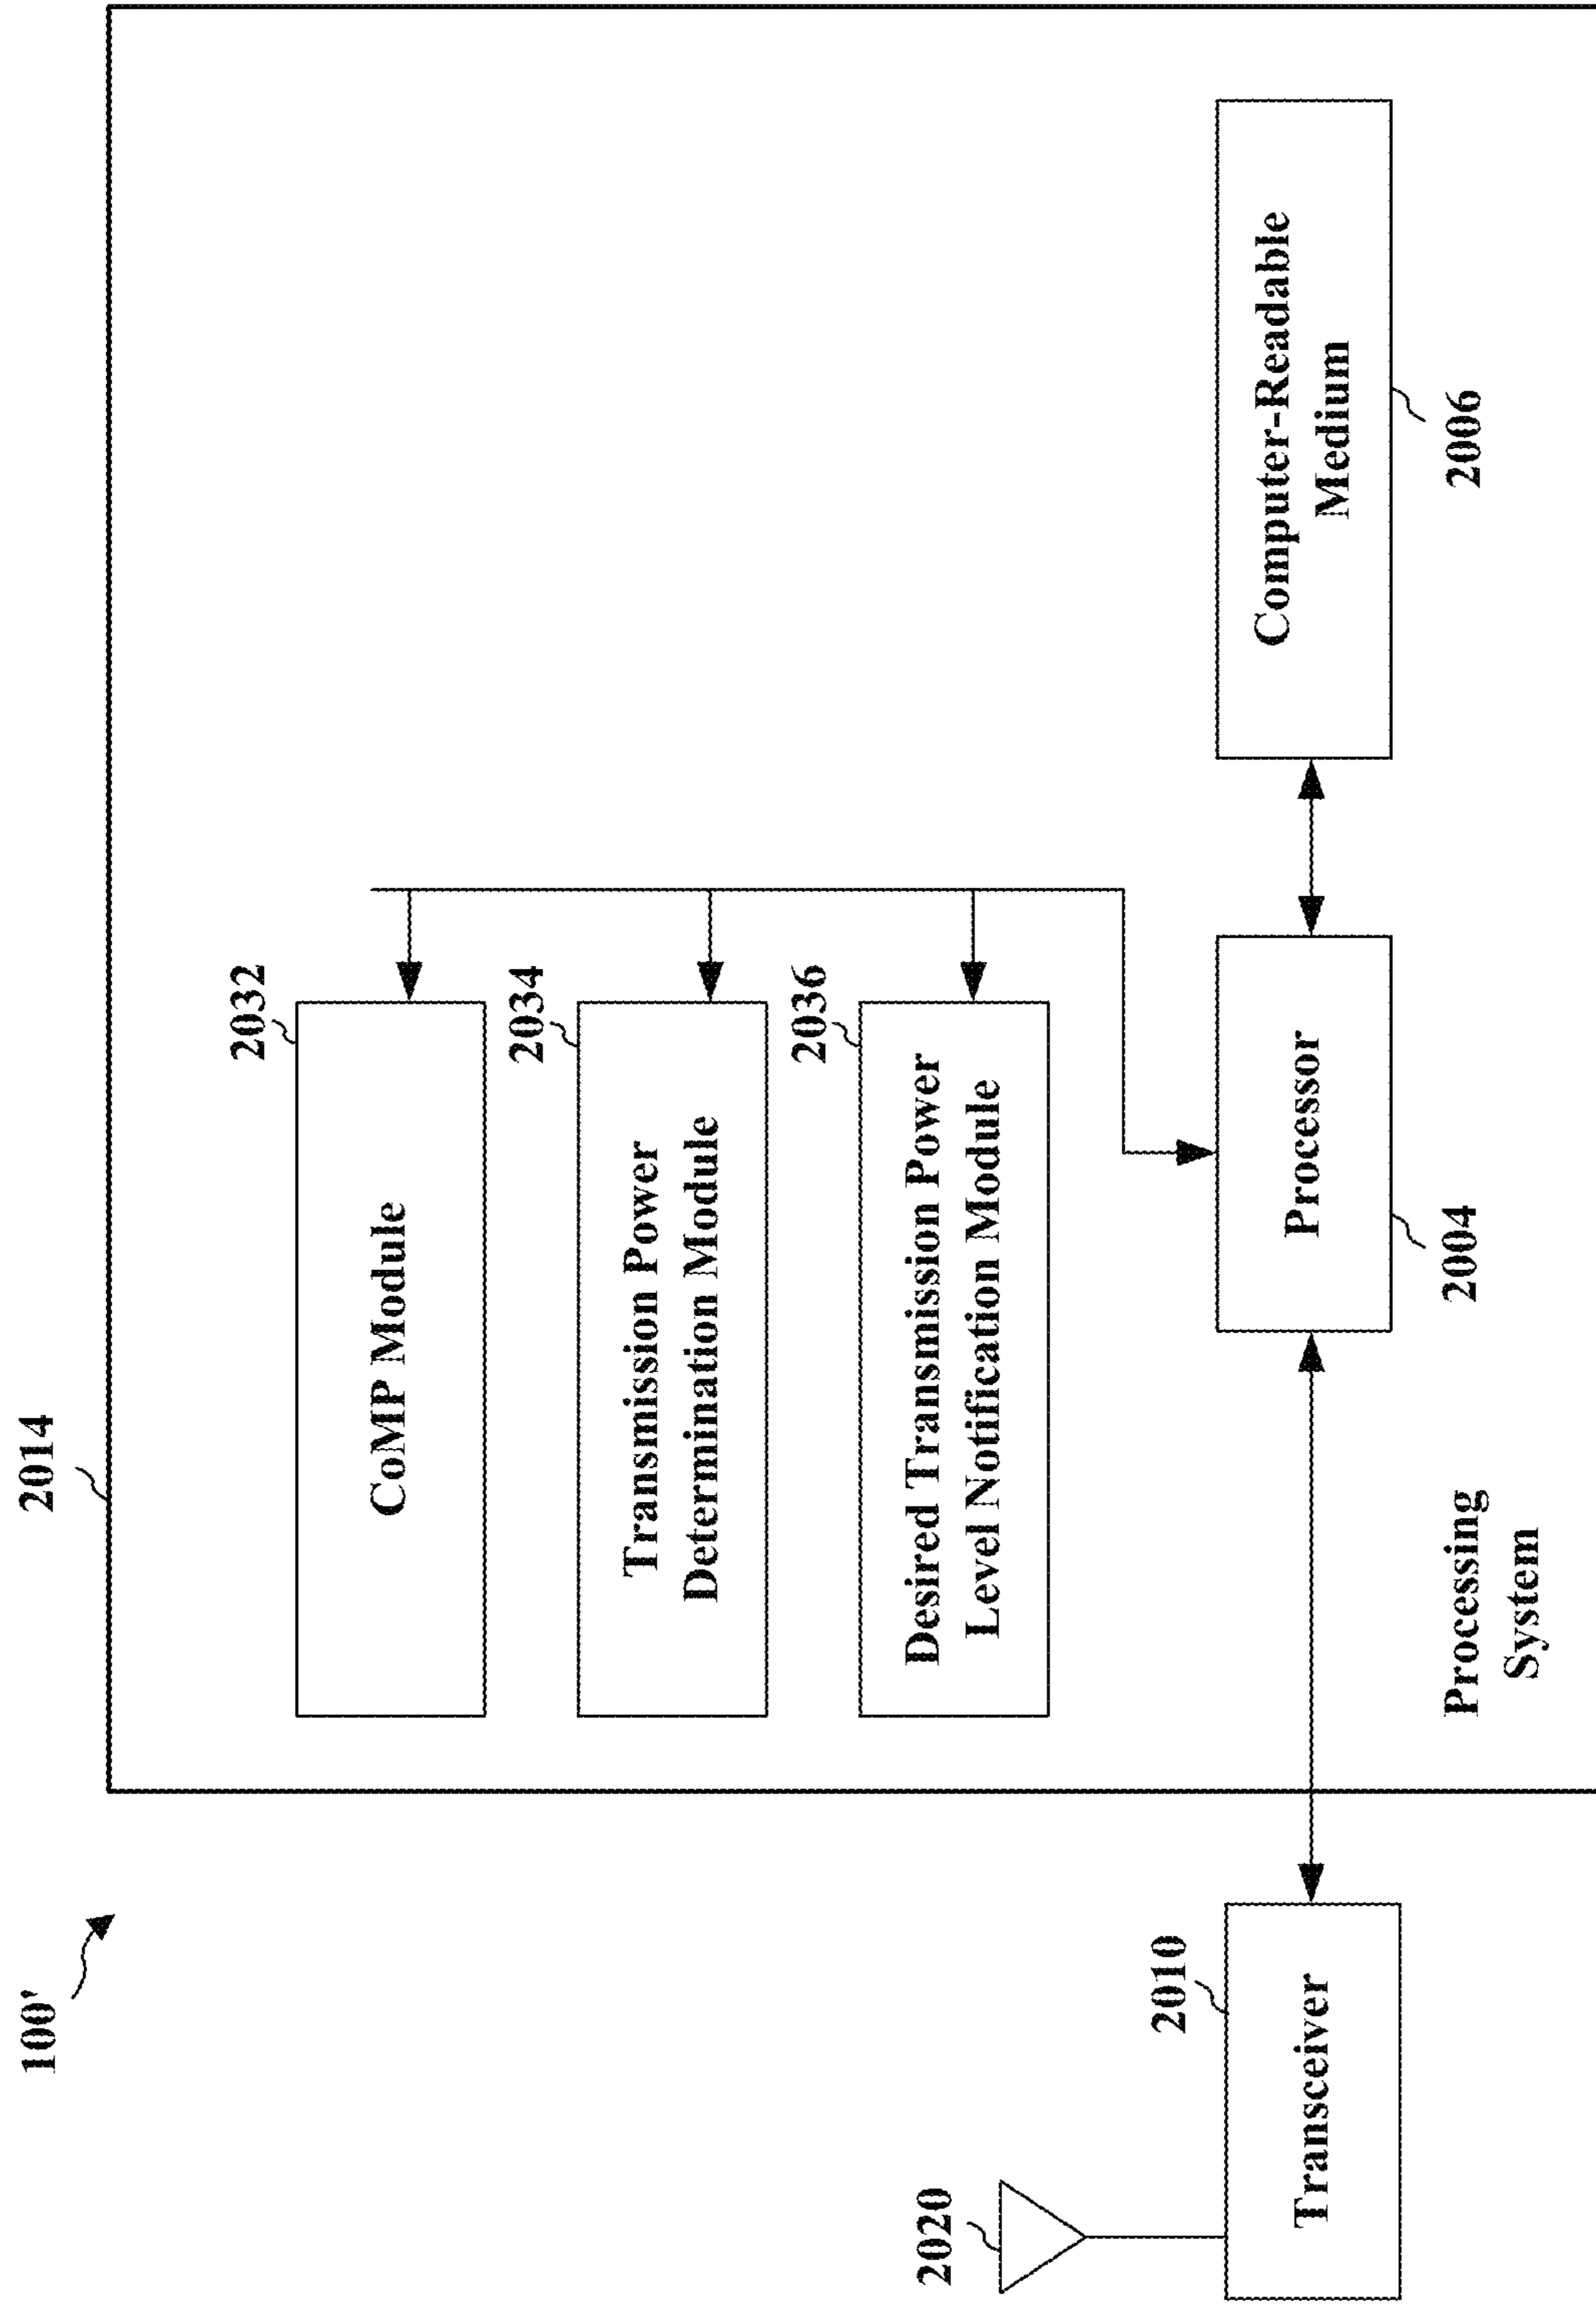 100'
2014
2032
CoMP Module
2034
Transmission Power
Determination Module
2036
Desired Transmission Power
Level Notification Module
2020
2010
Transceiver
Processor
2004
Computer-Readable
Medium
2006
Processing
System